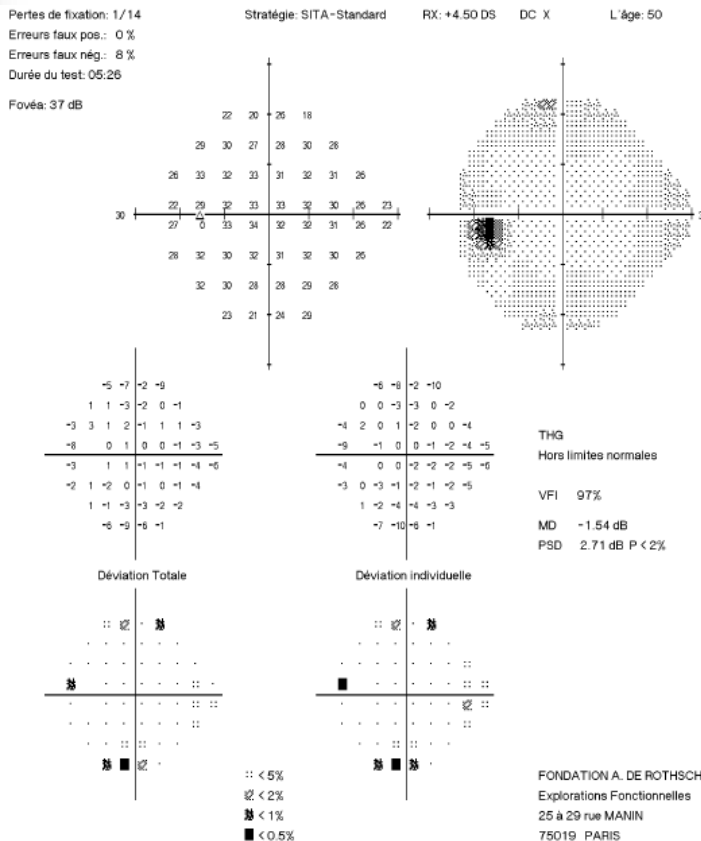 Pertes de fixation: 1/14 Stratégie: SITA-Standard RX: +4.50 DS DC X L'âge: 50
Erreurs faux pos.: 0 %
Erreurs faux nég.: 8 %
Durée du test: 05:26
Fovéa: 37 dB
22 20 26 18
29 30 27 28 30 28
26 33 32 33 31 32 31 26
22 29 32 33 33 32 30 26 23
30
27 0 33 34 32 32 31 26 22
28 32 30 32 31 32 30 26
32 30 28 28 29 28
23 21 24 29
-5 -7 -2 -9
1 1 -3 -2 0 -1
-3 3 1 2 1 1 1 -3
-8 0 1 0 0 -1 -3 -5
-3 1 1 -1 -1 -1 -4 -6
-2 1 -2 0 -1 0 -1 -4
1 -1 -3 -3 -2 -2
-6 -9 -6 -1
Déviation Totale
-6 -8 -2 -10
0 0 -3 -3 0 -2
-4 2 0 1 -2 0 0 -4
-9 -1 0 0 -1 -2 -4 -5
-4 0 0 -2 -2 -2 -5 -6
-3 0 -3 -1 -2 -1 -2 -5
1 -2 -4 -4 -3 -3
-7 -10 -6 -1
Déviation individuelle
THG
Hors limites normales
VFI 97%
MD -1.54 dB
PSD 2.71 dB P < 2%
< 5%
< 2%
< 1%
< 0.5%
FONDATION A. DE ROTHSCH
Explorations Fonctionnelles
25 à 29 rue MANIN
75019 PARIS